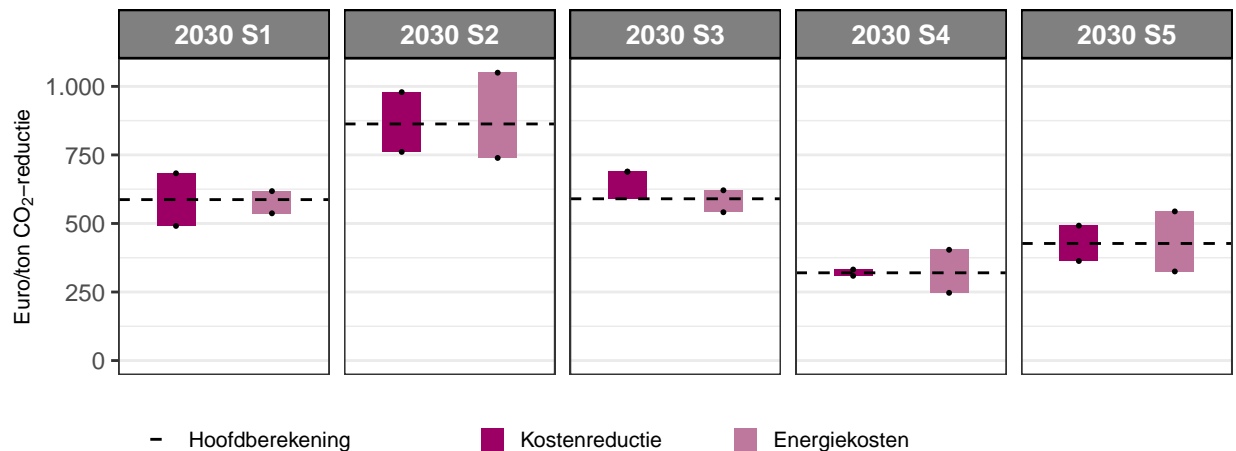 2030 S1
2030 S2
2030 S3
2030 S4
2030 S5
Euro/ton CO₂−reductie
1.000
750
500
250
0
Hoofdberekening
Kostenreductie
Energiekosten